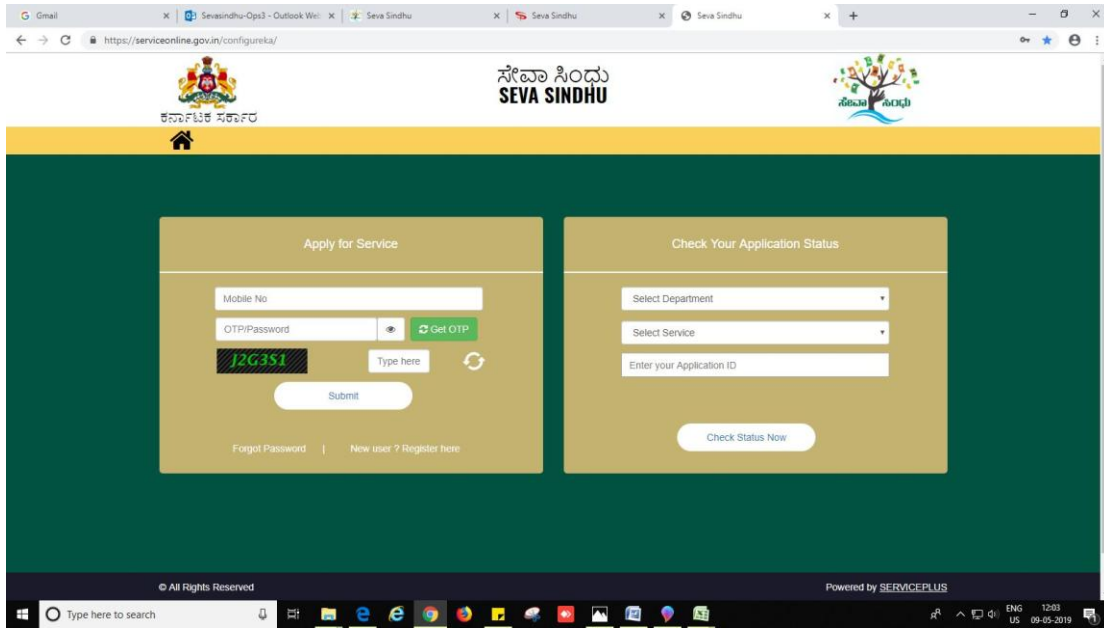 Gmail
Sevasindhu-Ops3 - Outlook Web
Seva Sindhu
Seva Sindhu
Seva Sindhu
https://serviceonline.gov.in/configureka/
ಕರ್ನಾಟಕ ಸರ್ಕಾರ
ಸೇವಾ ಸಿಂಧು
SEVA SINDHU
ಸೇವಾ ಸಿಂಧು
Apply for Service
Mobile No
OTP/Password
Get OTP
J2G3S1
Type here
Submit
Forgot Password | New user ? Register here
Check Your Application Status
Select Department
Select Service
Enter your Application ID
Check Status Now
© All Rights Reserved
Powered by SERVICEPLUS
Type here to search
ENG
US
12:03
09-05-2019